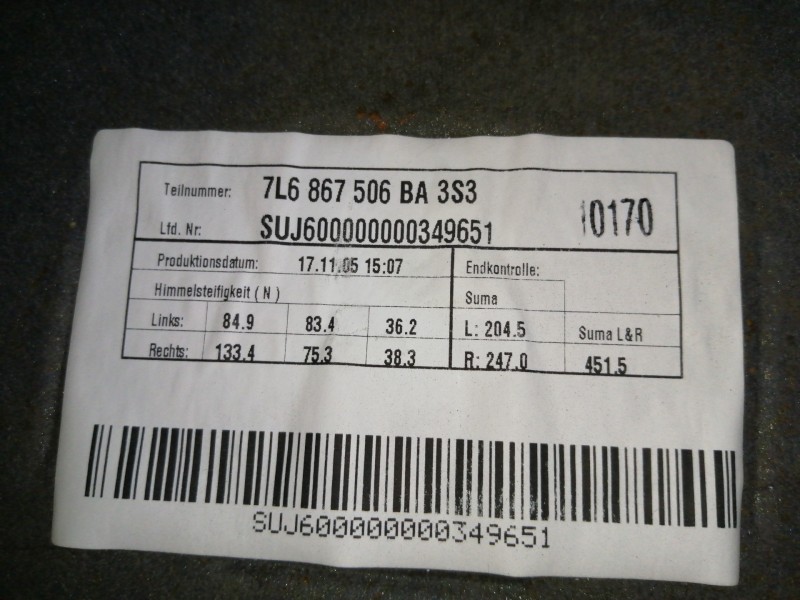 Teilnummer: 7L6 867 506 BA 3S3
10170
Lfd. Nr: SUJ600000000349651
Produktionsdatum: 17.11.05 15:07
Endkontrolle:
Himmelsteifigkeit ( N )
Suma
Links: 84.9 83.4 36.2
L: 204.5 Suma L&R
Rechts: 133.4 75.3 38.3
R: 247.0 451.5
SUJ600000000349651